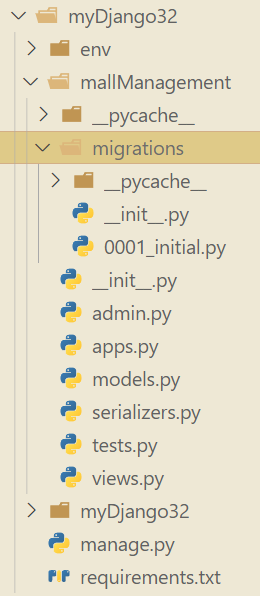 myDjango32
env
mallManagement
__pycache__
migrations
__pycache__
__init__.py
0001_initial.py
__init__.py
admin.py
apps.py
models.py
serializers.py
tests.py
views.py
myDjango32
manage.py
requirements.txt